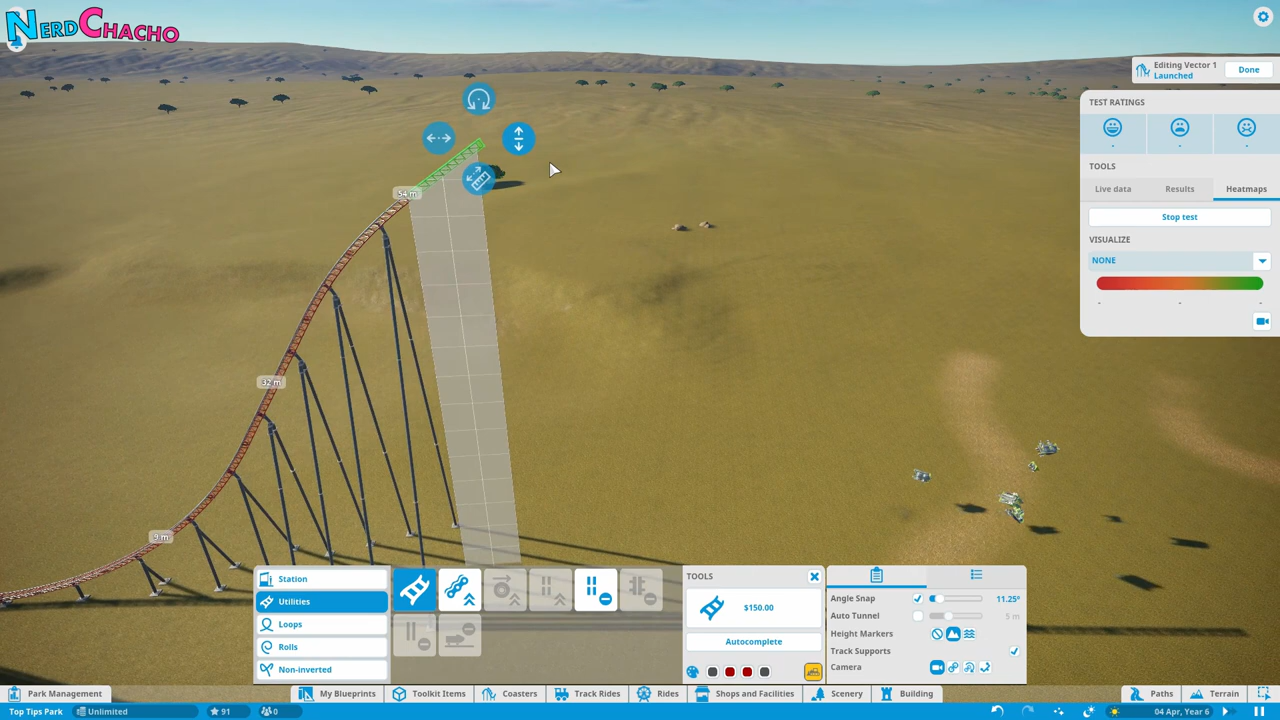 NERDCHACHO
Editing Vector 1
Launched
Done
TEST RATINGS
-
-
-
TOOLS
Live data
Results
Heatmaps
Stop test
VISUALIZE
NONE
-
-
-
54 m
32 m
9 m
Station
Utilities
Loops
Rolls
Non-inverted
TOOLS
$150.00
Autocomplete
Angle Snap
11.25°
Auto Tunnel
5 m
Height Markers
Track Supports
Camera
Park Management
My Blueprints
Toolkit Items
Coasters
Track Rides
Rides
Shops and Facilities
Scenery
Building
Paths
Terrain
Top Tips Park
Unlimited
91
0
04 Apr, Year 6